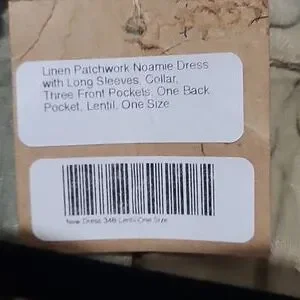 Linen Patchwork Noamie Dress
with Long Sleeves, Collar,
Three Front Pockets, One Back
Pocket, Lentil, One Size
New Dress 346 Lentil-One Size